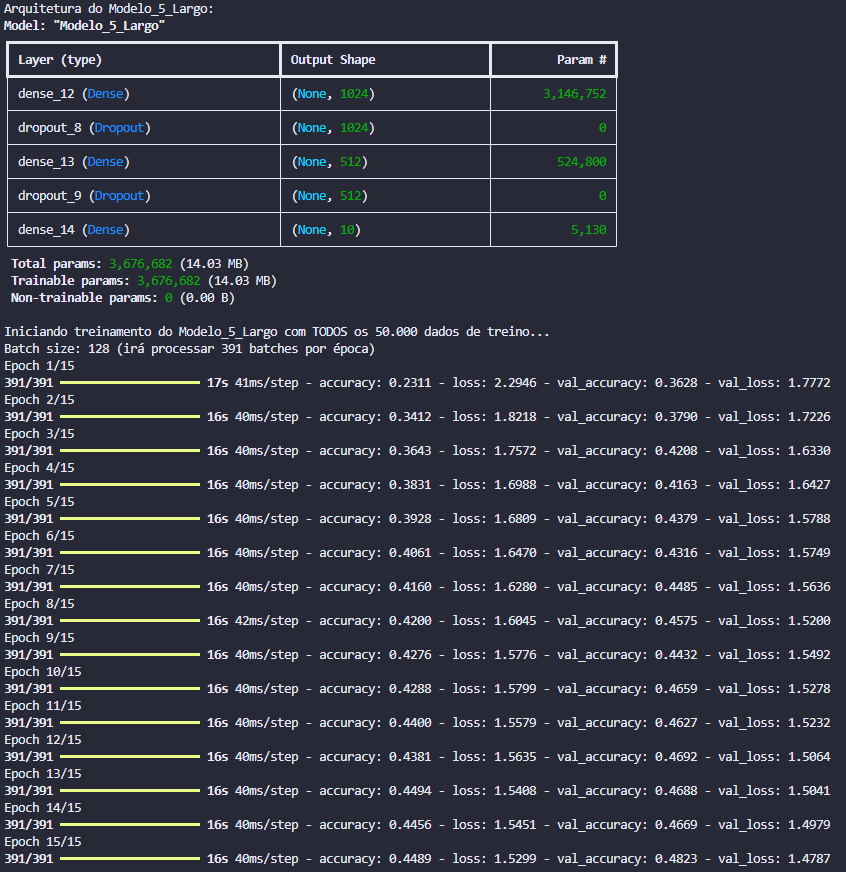 Arquitetura do Modelo_5_Largo:
Model: "Modelo_5_Largo"
Layer (type) Output Shape Param #
dense_12 (Dense) (None, 1024) 3,146,752
dropout_8 (Dropout) (None, 1024) 0
dense_13 (Dense) (None, 512) 524,800
dropout_9 (Dropout) (None, 512) 0
dense_14 (Dense) (None, 10) 5,130
Total params: 3,676,682 (14.03 MB)
Trainable params: 3,676,682 (14.03 MB)
Non-trainable params: 0 (0.00 B)
Iniciando treinamento do Modelo_5_Largo com TODOS os 50.000 dados de treino...
Batch size: 128 (irá processar 391 batches por época)
Epoch 1/15
391/391 17s 41ms/step - accuracy: 0.2311 - loss: 2.2946 - val_accuracy: 0.3628 - val_loss: 1.7772
Epoch 2/15
391/391 16s 40ms/step - accuracy: 0.3412 - loss: 1.8218 - val_accuracy: 0.3790 - val_loss: 1.7226
Epoch 3/15
391/391 16s 40ms/step - accuracy: 0.3643 - loss: 1.7572 - val_accuracy: 0.4208 - val_loss: 1.6330
Epoch 4/15
391/391 16s 40ms/step - accuracy: 0.3831 - loss: 1.6988 - val_accuracy: 0.4163 - val_loss: 1.6427
Epoch 5/15
391/391 16s 40ms/step - accuracy: 0.3928 - loss: 1.6809 - val_accuracy: 0.4379 - val_loss: 1.5788
Epoch 6/15
391/391 16s 40ms/step - accuracy: 0.4061 - loss: 1.6470 - val_accuracy: 0.4316 - val_loss: 1.5749
Epoch 7/15
391/391 16s 40ms/step - accuracy: 0.4160 - loss: 1.6280 - val_accuracy: 0.4485 - val_loss: 1.5636
Epoch 8/15
391/391 16s 42ms/step - accuracy: 0.4200 - loss: 1.6045 - val_accuracy: 0.4575 - val_loss: 1.5200
Epoch 9/15
391/391 16s 40ms/step - accuracy: 0.4276 - loss: 1.5776 - val_accuracy: 0.4432 - val_loss: 1.5492
Epoch 10/15
391/391 16s 40ms/step - accuracy: 0.4288 - loss: 1.5799 - val_accuracy: 0.4659 - val_loss: 1.5278
Epoch 11/15
391/391 16s 40ms/step - accuracy: 0.4400 - loss: 1.5579 - val_accuracy: 0.4627 - val_loss: 1.5232
Epoch 12/15
391/391 16s 40ms/step - accuracy: 0.4381 - loss: 1.5635 - val_accuracy: 0.4692 - val_loss: 1.5064
Epoch 13/15
391/391 16s 40ms/step - accuracy: 0.4494 - loss: 1.5408 - val_accuracy: 0.4688 - val_loss: 1.5041
Epoch 14/15
391/391 16s 40ms/step - accuracy: 0.4456 - loss: 1.5451 - val_accuracy: 0.4669 - val_loss: 1.4979
Epoch 15/15
391/391 16s 40ms/step - accuracy: 0.4489 - loss: 1.5299 - val_accuracy: 0.4823 - val_loss: 1.4787